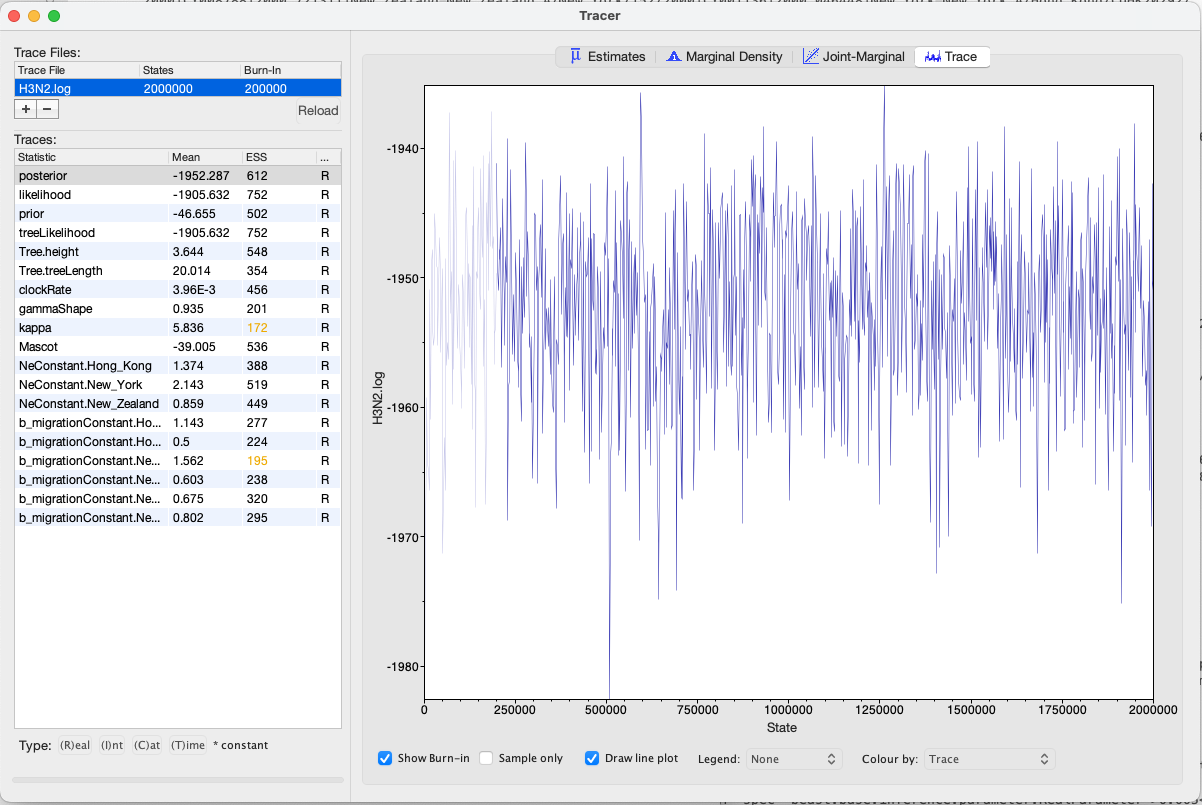 Tracer
Trace Files:
Trace File States Burn-In
H3N2.log 2000000 200000
+ −
Reload
Traces:
Statistic Mean ESS ...
posterior -1952.287 612 R
likelihood -1905.632 752 R
prior -46.655 502 R
treeLikelihood -1905.632 752 R
Tree.height 3.644 548 R
Tree.treeLength 20.014 354 R
clockRate 3.96E-3 456 R
gammaShape 0.935 201 R
kappa 5.836 172 R
Mascot -39.005 536 R
NeConstant.Hong_Kong 1.374 388 R
NeConstant.New_York 2.143 519 R
NeConstant.New_Zealand 0.859 449 R
b_migrationConstant.Ho... 1.143 277 R
b_migrationConstant.Ho... 0.5 224 R
b_migrationConstant.Ne... 1.562 195 R
b_migrationConstant.Ne... 0.603 238 R
b_migrationConstant.Ne... 0.675 320 R
b_migrationConstant.Ne... 0.802 295 R
Type: (R)eal (I)nt (C)at (T)ime * constant
Estimates Marginal Density Joint-Marginal Trace
-1940
-1950
-1960
-1970
-1980
H3N2.log
0 250000 500000 750000 1000000 1250000 1500000 1750000 2000000
State
Show Burn-in Sample only Draw line plot Legend: None Colour by: Trace